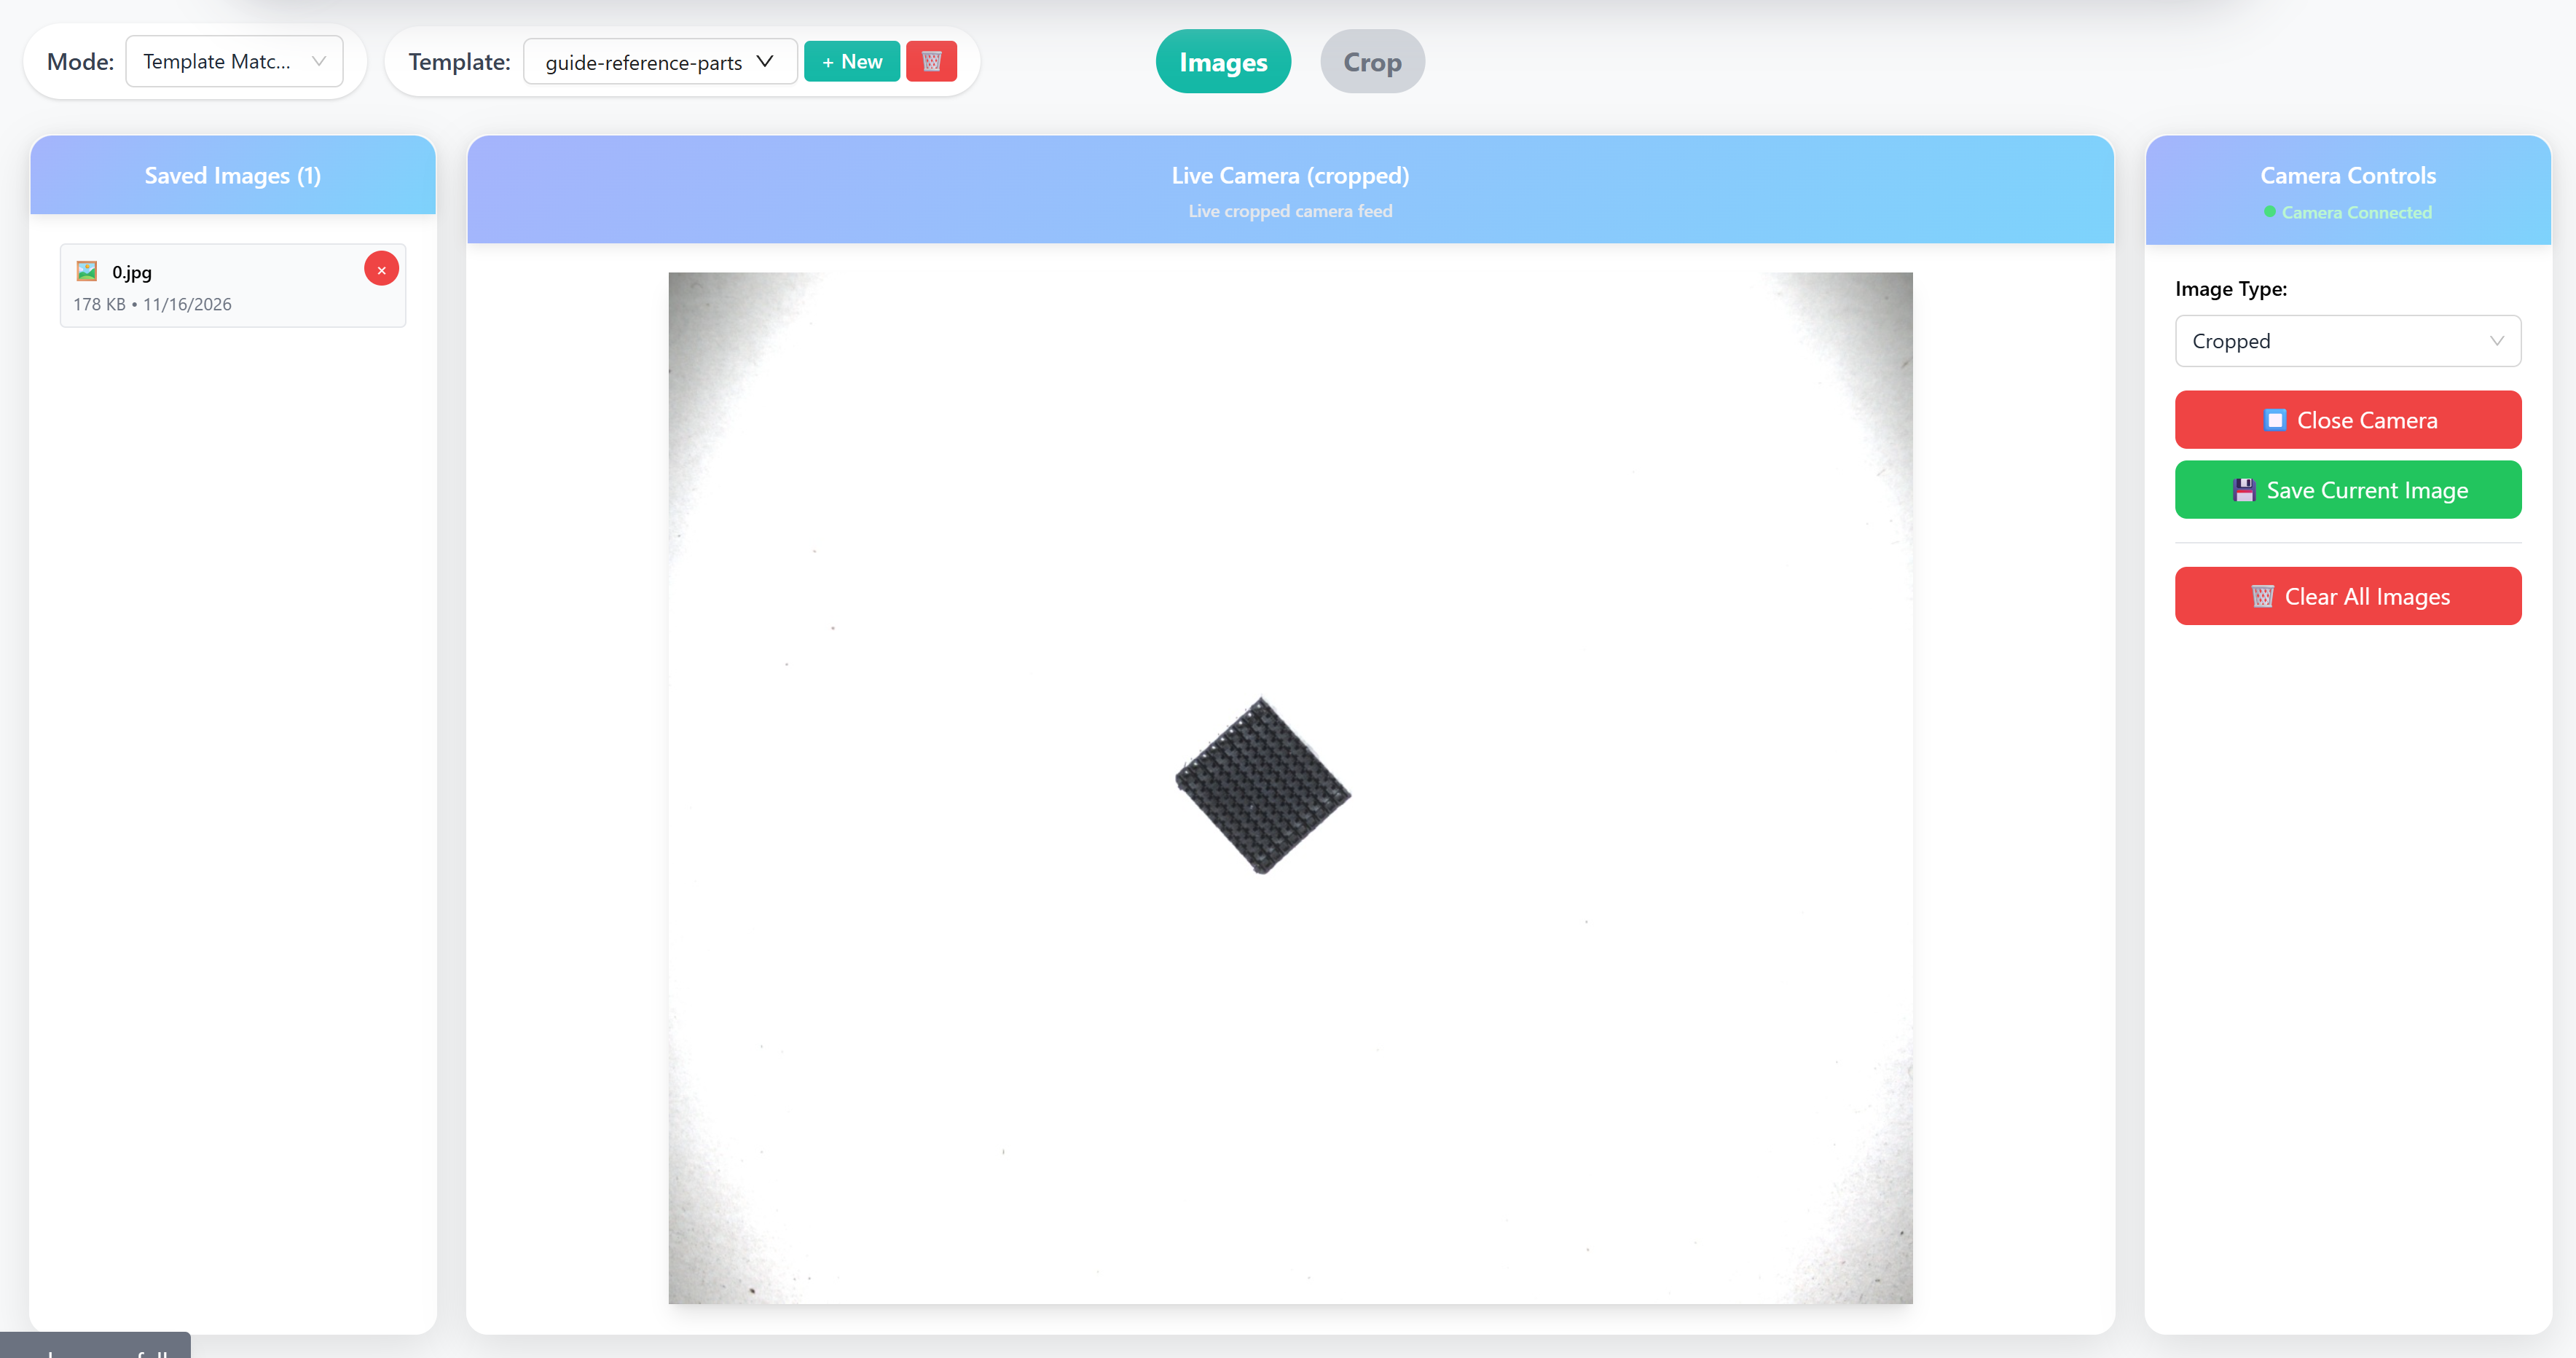 Mode:
Template Matc...
Template:
guide-reference-parts
+ New
Images
Crop
Saved Images (1)
0.jpg
×
178 KB • 11/16/2026
Live Camera (cropped)
Live cropped camera feed
Camera Controls
Camera Connected
Image Type:
Cropped
Close Camera
Save Current Image
Clear All Images